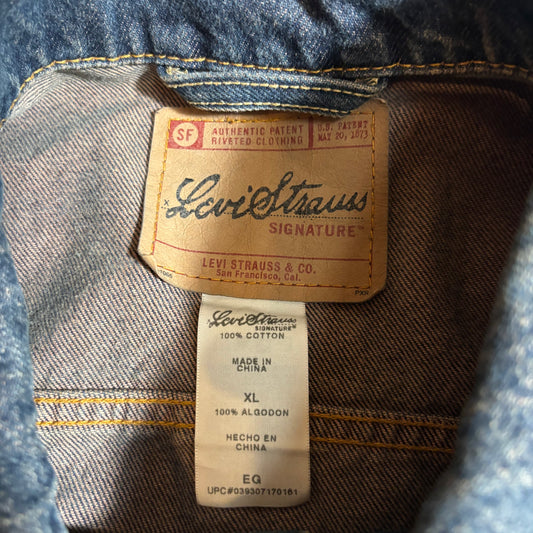 SF
AUTHENTIC PATENT
RIVETED CLOTHING
U.S. PATENT
MAY 20, 1873
x Levi Strauss
SIGNATURE™
LEVI STRAUSS & CO.
San Francisco, Cal.
Levi Strauss
SIGNATURE
100% COTTON
MADE IN
CHINA
XL
100% ALGODON
HECHO EN
CHINA
EG
UPC#039307170161